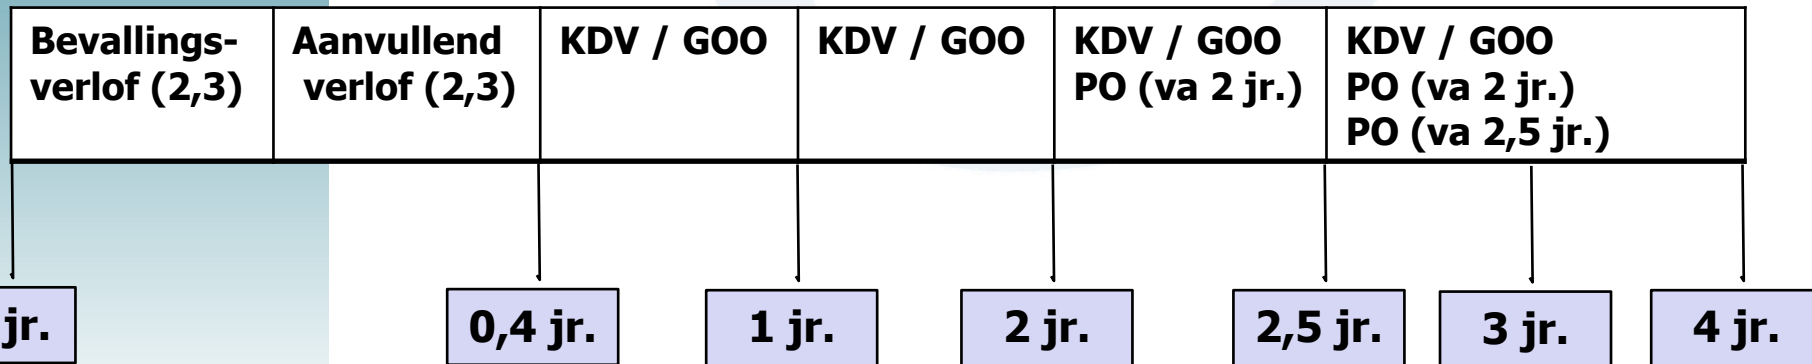 Bevallings-
verlof (2,3)
Aanvullend
verlof (2,3)
KDV / GOO
KDV / GOO
KDV / GOO
PO (va 2 jr.)
KDV / GOO
PO (va 2 jr.)
PO (va 2,5 jr.)
jr.
0,4 jr.
1 jr.
2 jr.
2,5 jr.
3 jr.
4 jr.